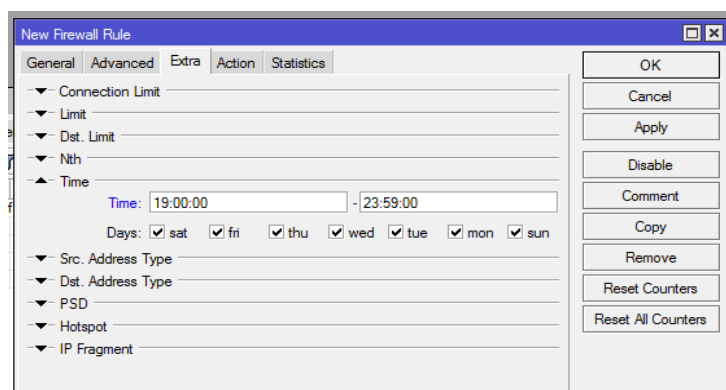 New Firewall Rule
General Advanced Extra Action Statistics
Connection Limit
Limit
Dst. Limit
Nth
Time
Time: 19:00:00 - 23:59:00
Days: sat fri thu wed tue mon sun
Src. Address Type
Dst. Address Type
PSD
Hotspot
IP Fragment
OK
Cancel
Apply
Disable
Comment
Copy
Remove
Reset Counters
Reset All Counters